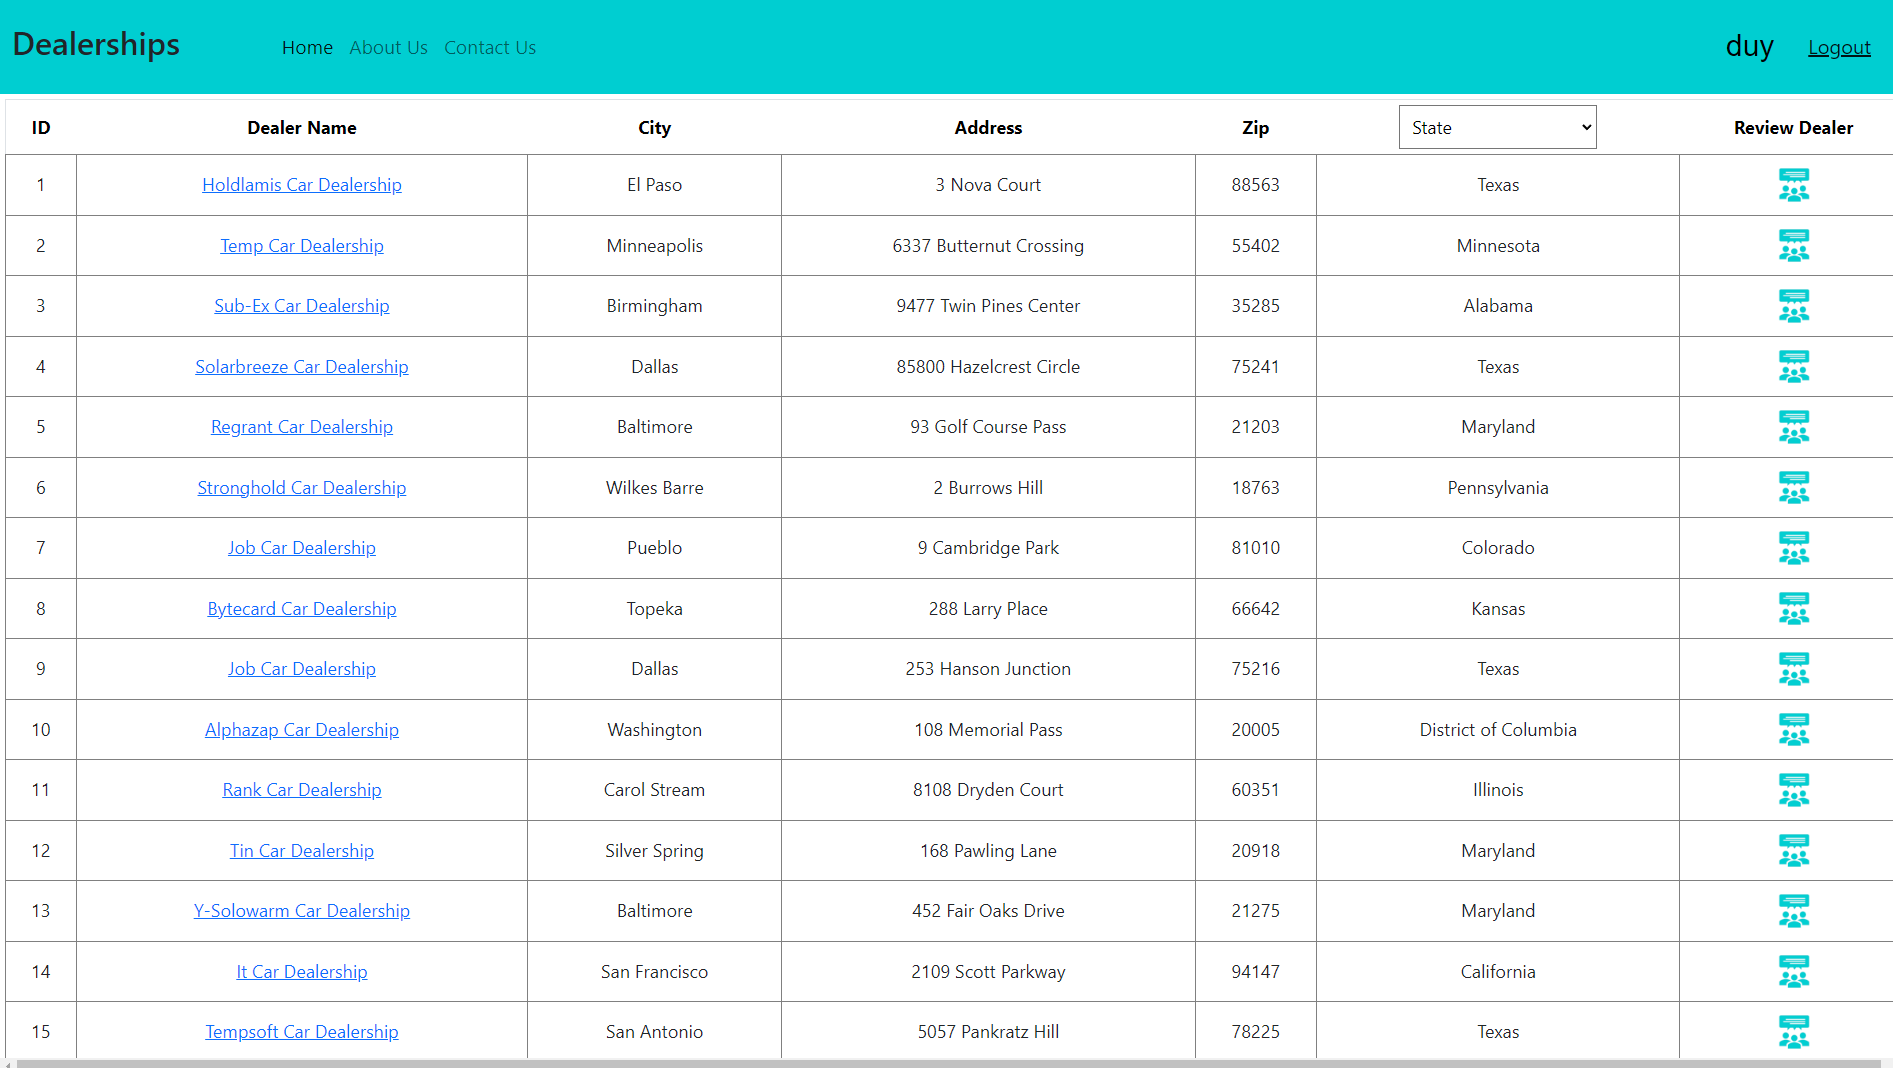 Dealerships Home About Us Contact Us duy Logout
ID Dealer Name City Address Zip State Review Dealer
1 Holdlamis Car Dealership El Paso 3 Nova Court 88563 Texas
2 Temp Car Dealership Minneapolis 6337 Butternut Crossing 55402 Minnesota
3 Sub-Ex Car Dealership Birmingham 9477 Twin Pines Center 35285 Alabama
4 Solarbreeze Car Dealership Dallas 85800 Hazelcrest Circle 75241 Texas
5 Regrant Car Dealership Baltimore 93 Golf Course Pass 21203 Maryland
6 Stronghold Car Dealership Wilkes Barre 2 Burrows Hill 18763 Pennsylvania
7 Job Car Dealership Pueblo 9 Cambridge Park 81010 Colorado
8 Bytecard Car Dealership Topeka 288 Larry Place 66642 Kansas
9 Job Car Dealership Dallas 253 Hanson Junction 75216 Texas
10 Alphazap Car Dealership Washington 108 Memorial Pass 20005 District of Columbia
11 Rank Car Dealership Carol Stream 8108 Dryden Court 60351 Illinois
12 Tin Car Dealership Silver Spring 168 Pawling Lane 20918 Maryland
13 Y-Solowarm Car Dealership Baltimore 452 Fair Oaks Drive 21275 Maryland
14 It Car Dealership San Francisco 2109 Scott Parkway 94147 California
15 Tempsoft Car Dealership San Antonio 5057 Pankratz Hill 78225 Texas